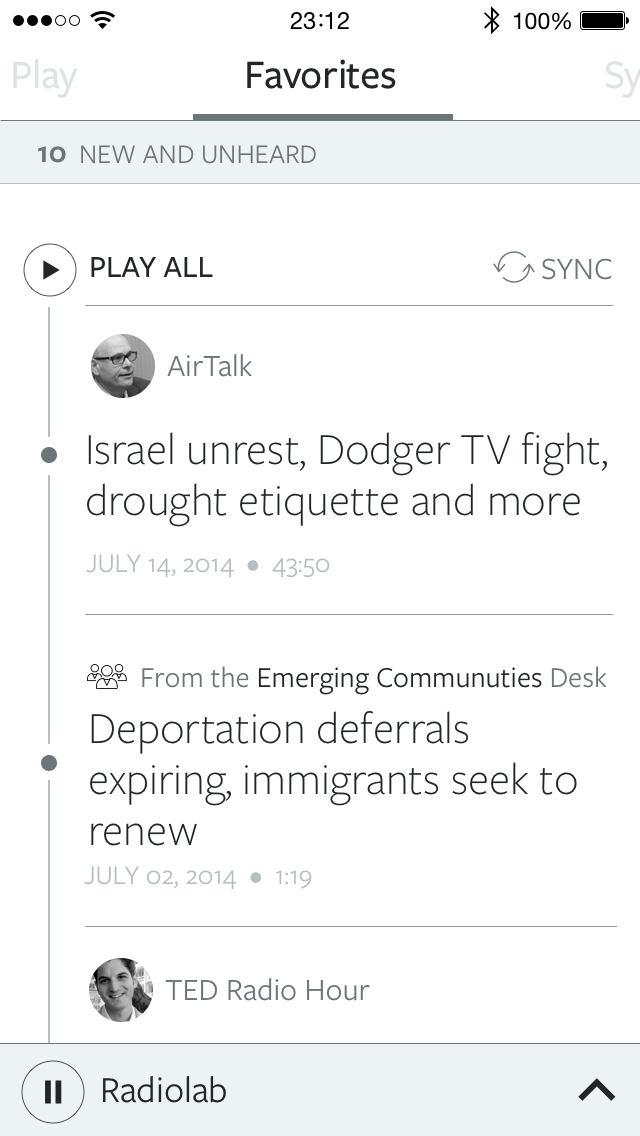 23:12 100%
Play Favorites Sy
10 NEW AND UNHEARD
PLAY ALL SYNC
AirTalk
Israel unrest, Dodger TV fight,
drought etiquette and more
JULY 14, 2014 • 43:50
From the Emerging Communuties Desk
Deportation deferrals
expiring, immigrants seek to
renew
JULY 02, 2014 • 1:19
TED Radio Hour
Radiolab